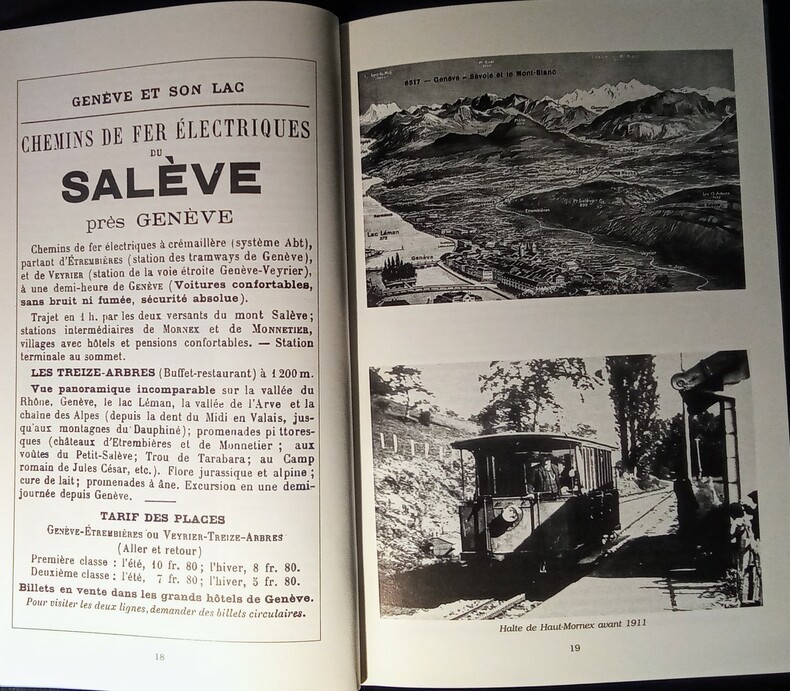 GENÈVE ET SON LAC
CHEMINS DE FER ÉLECTRIQUES
DU
SALÈVE
près GENÈVE
Chemins de fer électriques à crémaillère (système Abt),
partant d'ÉTREMBIÈRES (station des tramways de Genève),
et de VEYRIER (station de la voie étroite Genève-Veyrier),
à une demi-heure de GENÈVE (Voitures confortables,
sans bruit ni fumée, sécurité absolue).
Trajet en 1 h. par les deux versants du mont Salève;
stations intermédiaires de MORNEX et de MONNETIER,
villages avec hôtels et pensions confortables. — Station
terminale au sommet.
LES TREIZE-ARBRES (Buffet-restaurant) à 1200 m.
Vue panoramique incomparable sur la vallée du
Rhône, Genève, le lac Léman, la vallée de l'Arve et la
chaîne des Alpes (depuis la dent du Midi en Valais, jus-
qu'aux montagnes du Dauphiné); promenades pittores-
ques (châteaux d'Etrembières et de Monnetier; aux
voûtes du Petit-Salève; Trou de Tarabara; au Camp
romain de Jules César, etc.). Flore jurassique et alpine;
cure de lait; promenades à âne. Excursion en une demi-
journée depuis Genève.
TARIF DES PLACES
GENÈVE-ÉTREMBIÈRES OU VEYRIER-TREIZE-ARBRES
(Aller et retour)
Première classe : l'été, 10 fr. 80; l'hiver, 8 fr. 80.
Deuxième classe : l'été, 7 fr. 80; l'hiver, 5 fr. 80.
Billets en vente dans les grands hôtels de Genève.
Pour visiter les deux lignes, demander des billets circulaires.
18
6517 — Genève - Savoie et le Mont-Blanc
Pt Salève
Etrembières
Lac Léman
Genève
Halte de Haut-Mornex avant 1911
19